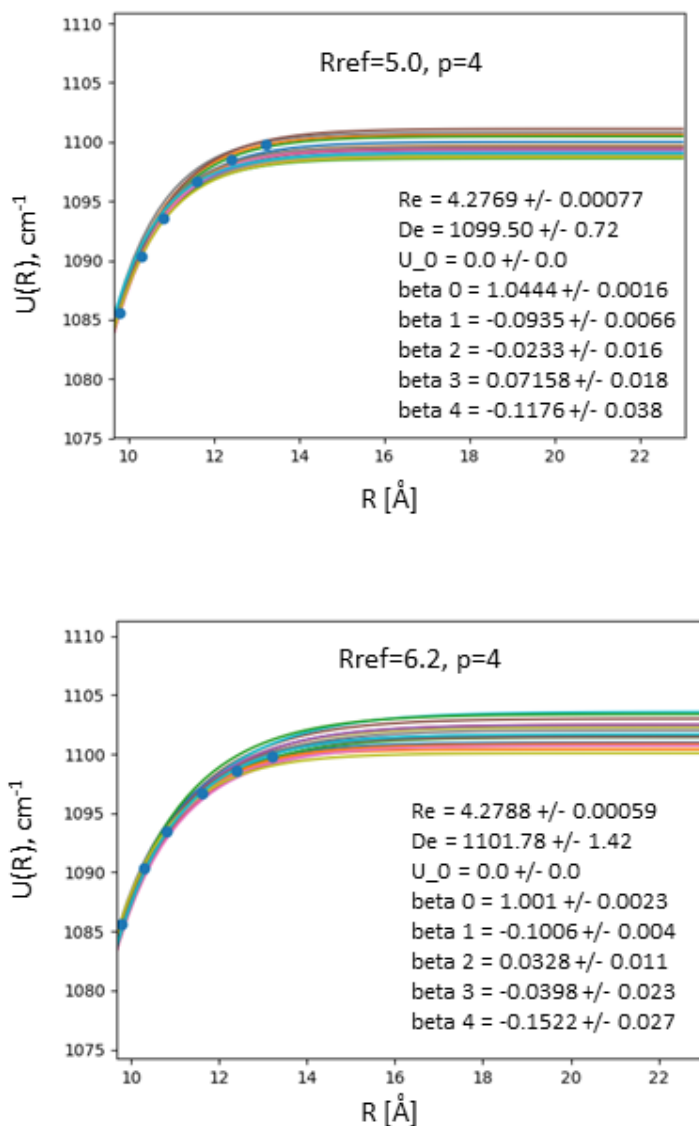 Rref=5.0, p=4
1110
1105
1100
1095
1090
1085
1080
1075
U(R), cm-1
Re = 4.2769 +/- 0.00077
De = 1099.50 +/- 0.72
U_0 = 0.0 +/- 0.0
beta 0 = 1.0444 +/- 0.0016
beta 1 = -0.0935 +/- 0.0066
beta 2 = -0.0233 +/- 0.016
beta 3 = 0.07158 +/- 0.018
beta 4 = -0.1176 +/- 0.038
10 12 14 16 18 20 22
R [Å]
Rref=6.2, p=4
1110
1105
1100
1095
1090
1085
1080
1075
U(R), cm-1
Re = 4.2788 +/- 0.00059
De = 1101.78 +/- 1.42
U_0 = 0.0 +/- 0.0
beta 0 = 1.001 +/- 0.0023
beta 1 = -0.1006 +/- 0.004
beta 2 = 0.0328 +/- 0.011
beta 3 = -0.0398 +/- 0.023
beta 4 = -0.1522 +/- 0.027
10 12 14 16 18 20 22
R [Å]